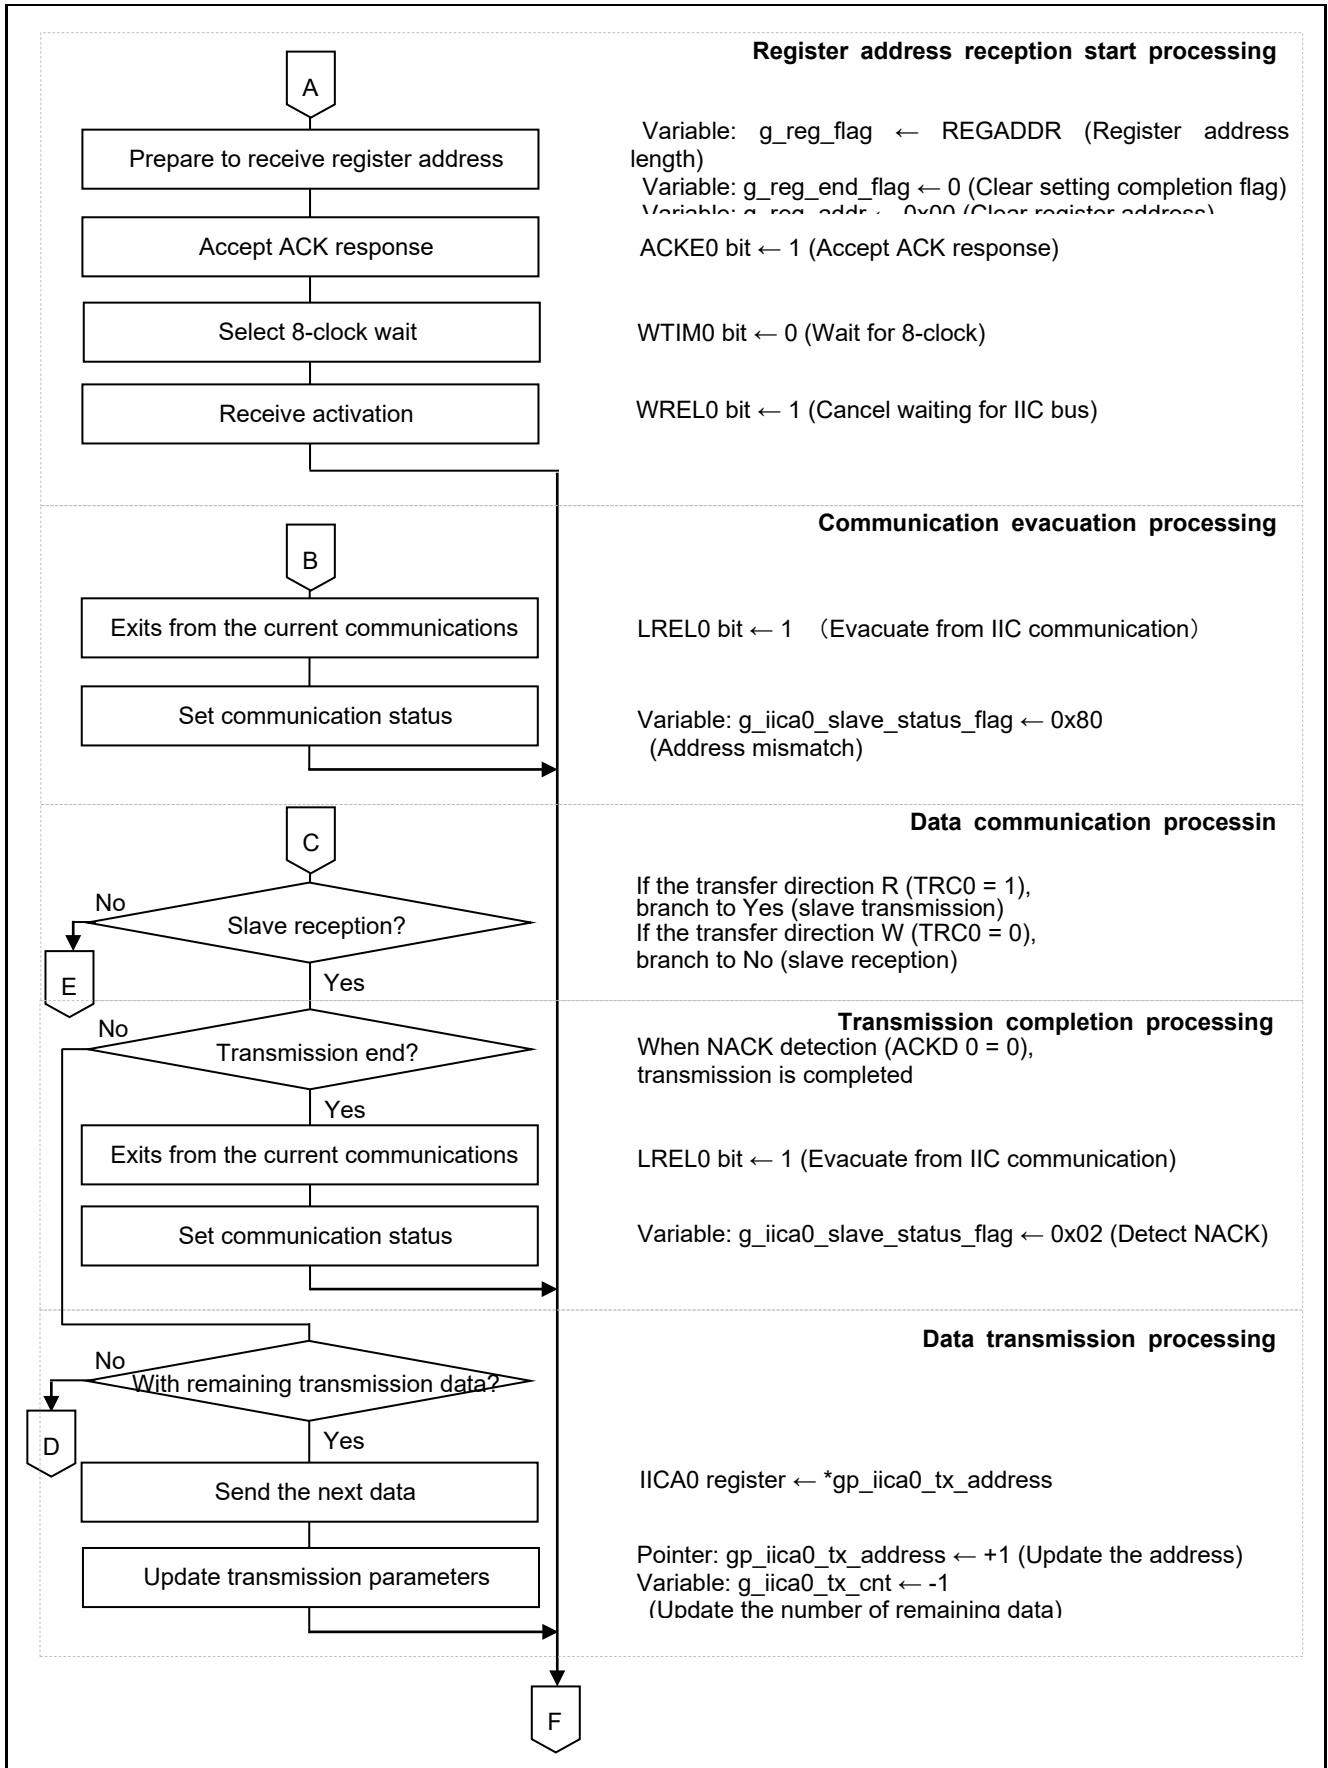 Register address reception start processing
A
Prepare to receive register address
Variable: g_reg_flag ← REGADDR (Register address
length)
Variable: g_reg_end_flag ← 0 (Clear setting completion flag)
Variable: g_reg_addr ← 0x00 (Clear register address)
Accept ACK response
ACKE0 bit ← 1 (Accept ACK response)
Select 8-clock wait
WTIM0 bit ← 0 (Wait for 8-clock)
Receive activation
WREL0 bit ← 1 (Cancel waiting for IIC bus)
Communication evacuation processing
B
Exits from the current communications
LREL0 bit ← 1 （Evacuate from IIC communication）
Set communication status
Variable: g_iica0_slave_status_flag ← 0x80
(Address mismatch)
Data communication processin
C
No
Slave reception?
If the transfer direction R (TRC0 = 1),
branch to Yes (slave transmission)
If the transfer direction W (TRC0 = 0),
branch to No (slave reception)
E
Yes
Transmission completion processing
No
Transmission end?
When NACK detection (ACKD 0 = 0),
transmission is completed
Yes
Exits from the current communications
LREL0 bit ← 1 (Evacuate from IIC communication)
Set communication status
Variable: g_iica0_slave_status_flag ← 0x02 (Detect NACK)
Data transmission processing
No
With remaining transmission data?
D
Yes
Send the next data
IICA0 register ← *gp_iica0_tx_address
Update transmission parameters
Pointer: gp_iica0_tx_address ← +1 (Update the address)
Variable: g_iica0_tx_cnt ← -1
(Update the number of remaining data)
F